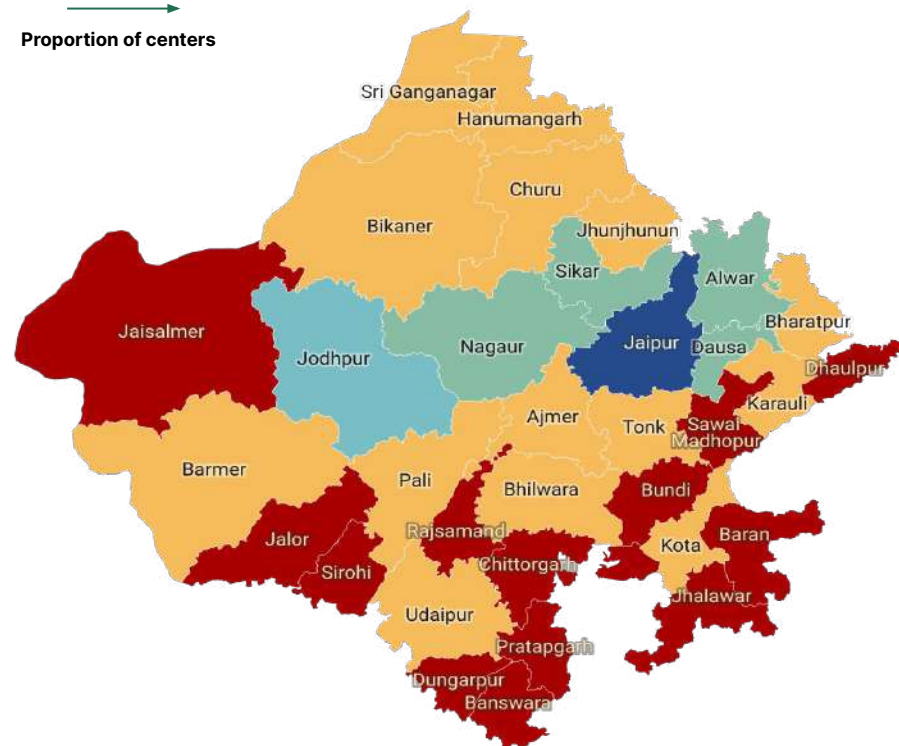 Proportion of centers
Sri Ganganagar
Hanumangarh
Churu
Bikaner
Jhunjhunun
Sikar
Alwar
Bharatpur
Jaisalmer
Jodhpur
Nagaur
Jaipur
Dausa
Dhaulpur
Karauli
Ajmer
Tonk
Sawai
Madhopur
Barmer
Pali
Bhilwara
Bundi
Rajsamand
Baran
Jalor
Kota
Sirohi
Chittorgarh
Jhalawar
Udaipur
Pratapgarh
Dungarpur
Banswara